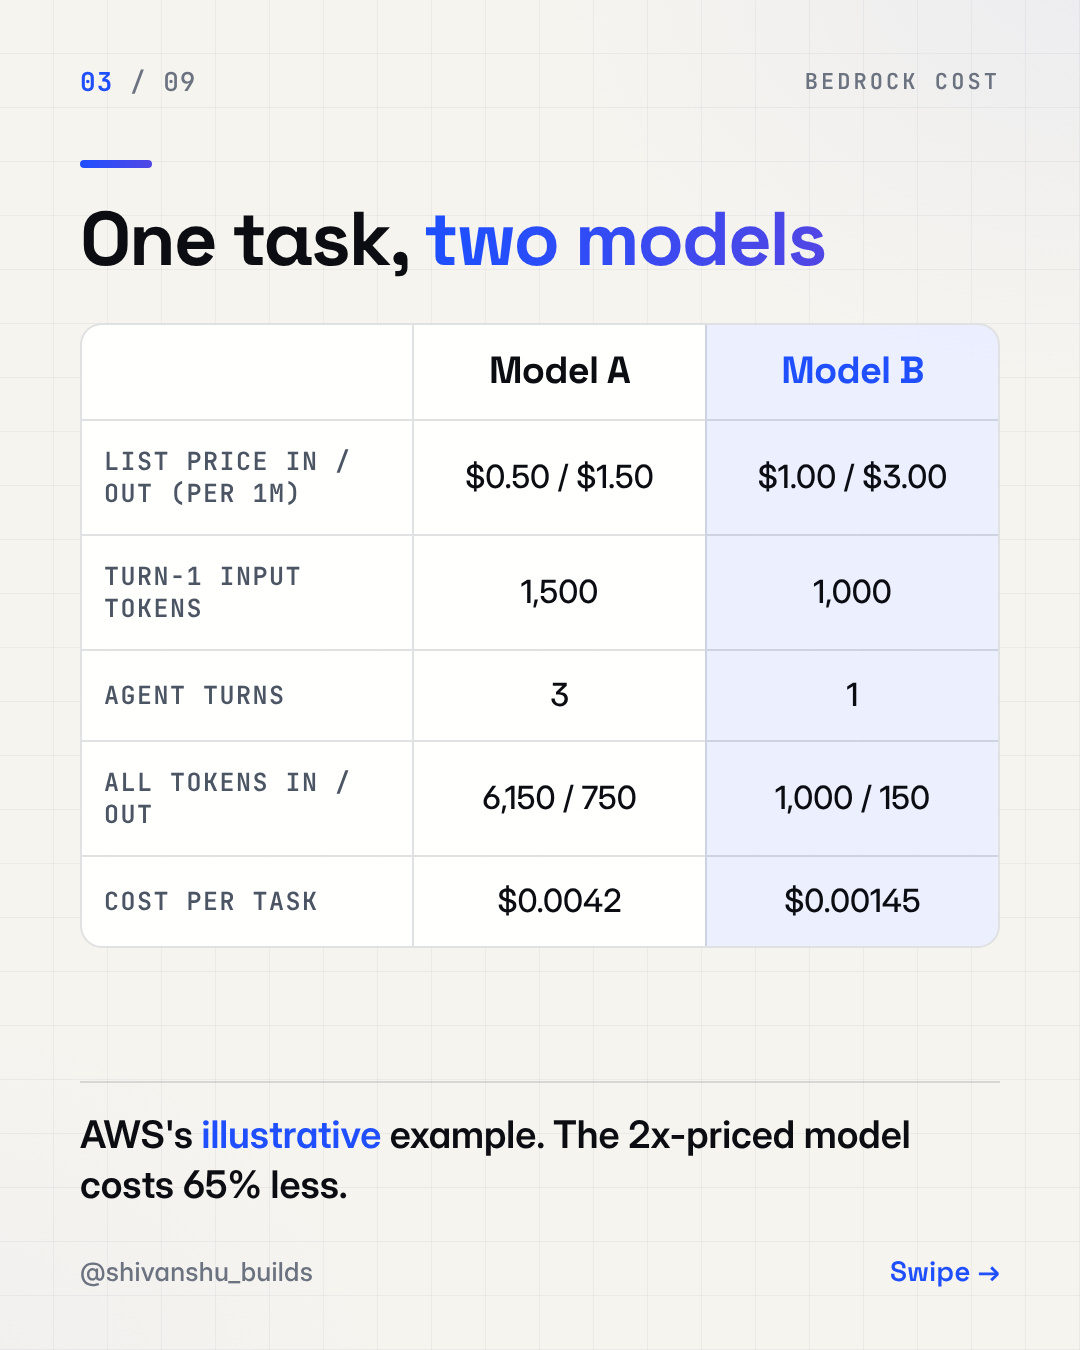 03 / 09
BEDROCK COST
One task, two models
Model A
Model B
LIST PRICE IN /
OUT (PER 1M)
$0.50 / $1.50
$1.00 / $3.00
TURN-1 INPUT
TOKENS
1,500
1,000
AGENT TURNS
3
1
ALL TOKENS IN /
OUT
6,150 / 750
1,000 / 150
COST PER TASK
$0.0042
$0.00145
AWS's illustrative example. The 2x-priced model
costs 65% less.
@shivanshu_builds
Swipe →